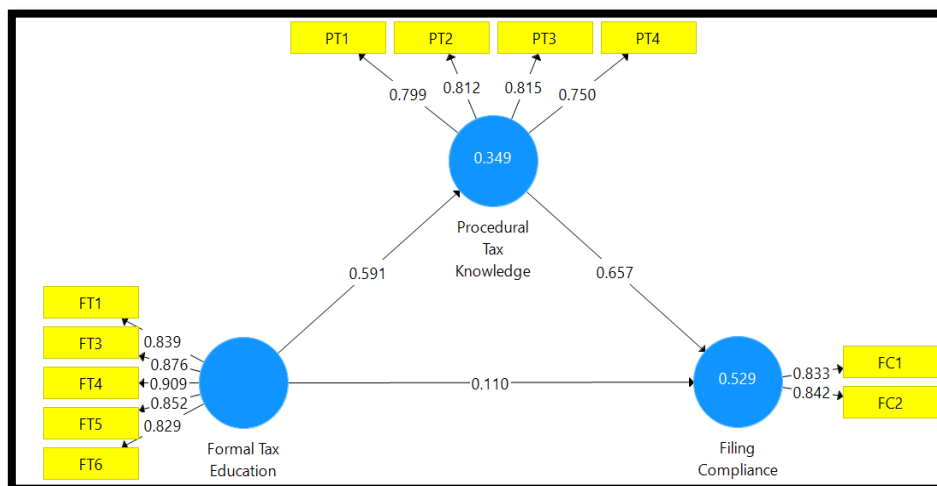 PT1 PT2 PT3 PT4
0.799 0.812 0.815 0.750
0.349
Procedural
Tax
Knowledge
0.591 0.657
FT1
FT3
FT4
FT5
FT6
0.839
0.876
0.909
0.852
0.829
Formal Tax
Education
0.110
0.529
Filing
Compliance
0.833
0.842
FC1
FC2